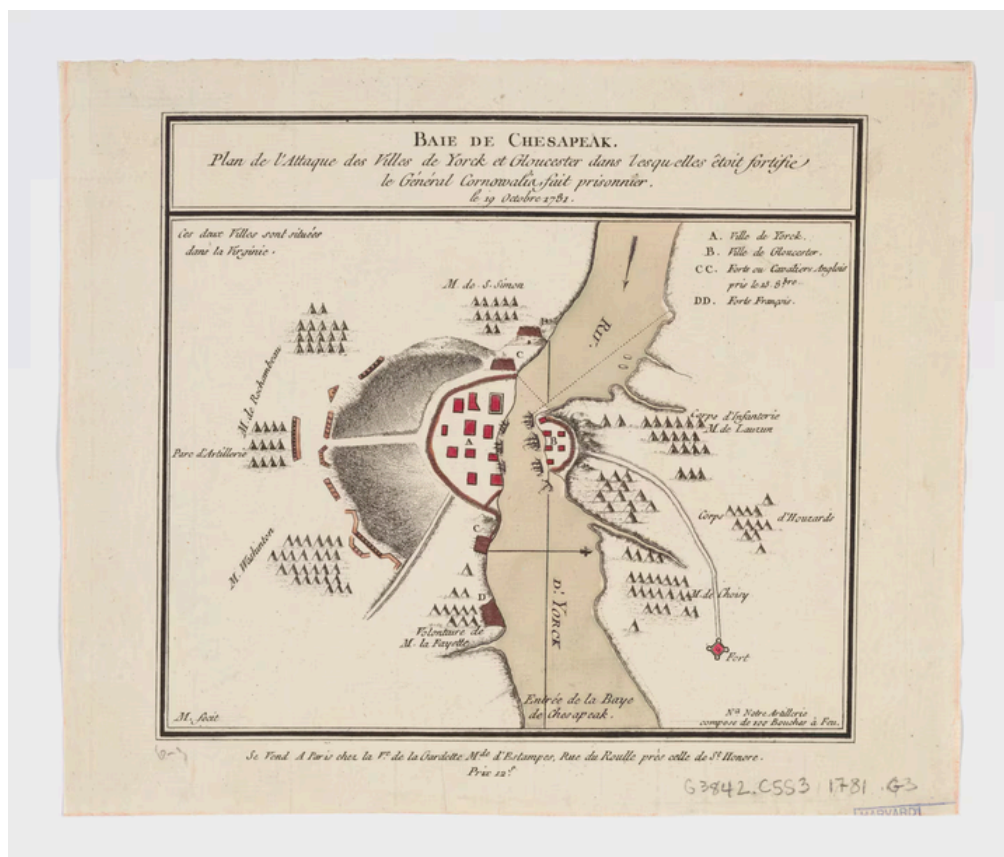 BAIE DE CHESAPEAK.
Plan de l'Attaque des Villes de Yorck et Gloucester dans lesquelles étoit fortifié
le Général Cornowalis fait prisonnier.
le 19 Octobre 1781.
Ces deux Villes sont situées
dans la Virginie.
A. Ville de Yorck.
B. Ville de Gloucester.
CC. Forts ou Cavaliers Anglois
pris le 8bre.
DD. Forts François.
M. de S. Simon
RIV.
C
M. de Rochambeau
Parc d'Artillerie
A
B
Corps d'Infanterie
M. de Lauzun
Corps d'Houzards
M. Washinton
C
D
M. de Choisy
Volontaire de
M. la Fayette
D'YORCK
Fort
Entrée de la Baye
de Chesapeak.
M. fecit
Na. Notre Artillerie
compose de 100 Bouches à Feu.
Se Vend A Paris chez la Ve. de la Gardette Mde. d'Estampes, Rue du Roulle près celle de St. Honore.
Prix 12s
G3842.C5S3 1781 .G3
HARVARD